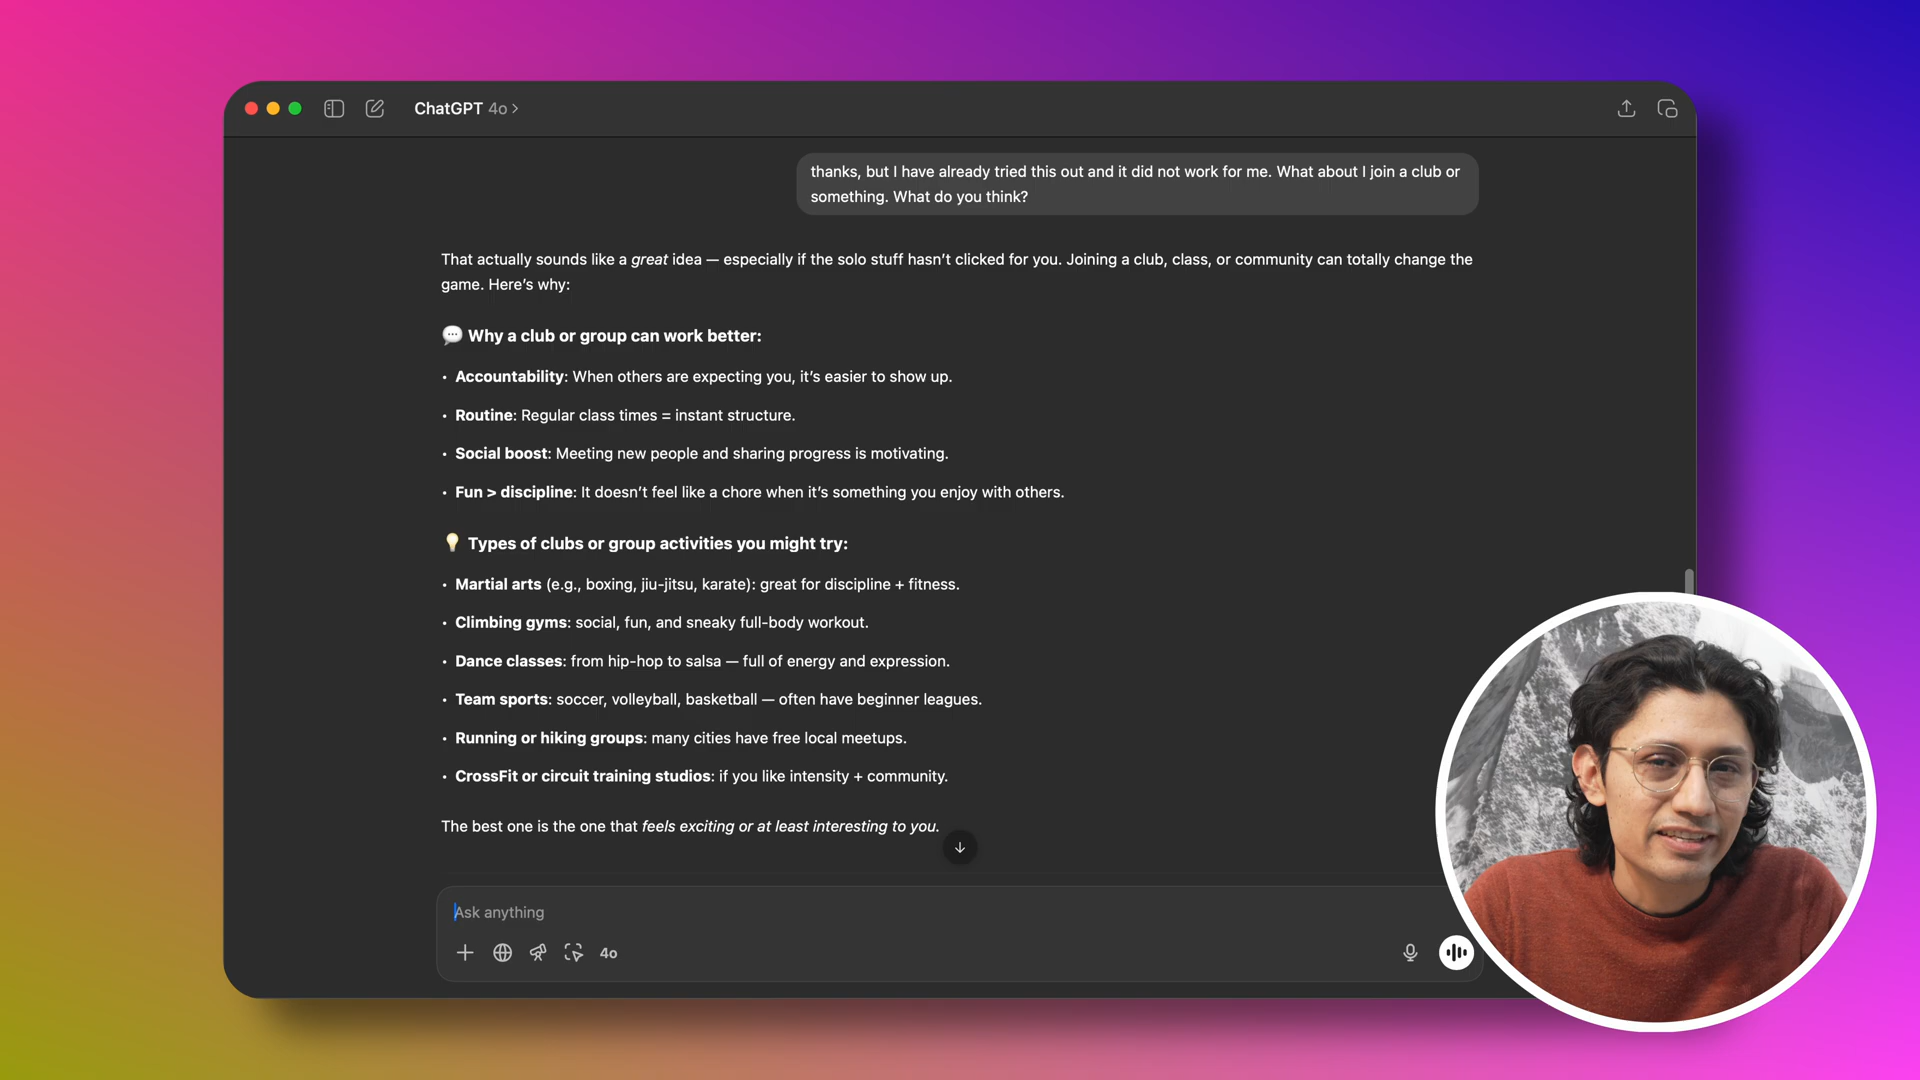 ChatGPT 4o >
thanks, but I have already tried this out and it did not work for me. What about I join a club or
something. What do you think?
That actually sounds like a great idea — especially if the solo stuff hasn’t clicked for you. Joining a club, class, or community can totally change the
game. Here’s why:
💬 Why a club or group can work better:
• Accountability: When others are expecting you, it’s easier to show up.
• Routine: Regular class times = instant structure.
• Social boost: Meeting new people and sharing progress is motivating.
• Fun > discipline: It doesn’t feel like a chore when it’s something you enjoy with others.
💡 Types of clubs or group activities you might try:
• Martial arts (e.g., boxing, jiu-jitsu, karate): great for discipline + fitness.
• Climbing gyms: social, fun, and sneaky full-body workout.
• Dance classes: from hip-hop to salsa — full of energy and expression.
• Team sports: soccer, volleyball, basketball — often have beginner leagues.
• Running or hiking groups: many cities have free local meetups.
• CrossFit or circuit training studios: if you like intensity + community.
The best one is the one that feels exciting or at least interesting to you.
Ask anything
4o